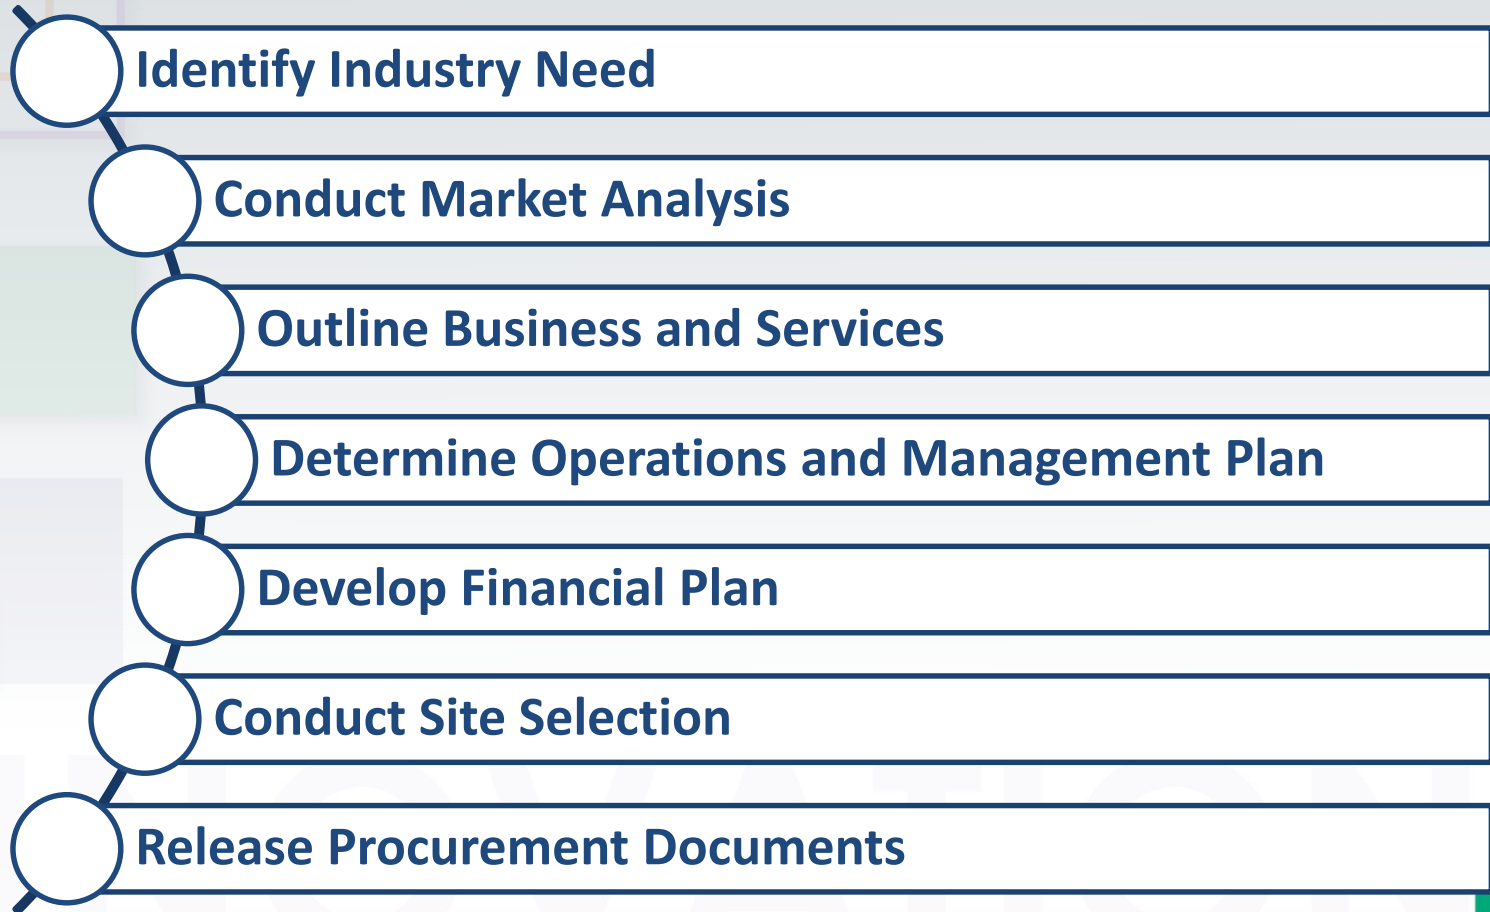 Identify Industry Need
Conduct Market Analysis
Outline Business and Services
Determine Operations and Management Plan
Develop Financial Plan
Conduct Site Selection
Release Procurement Documents
NOVATION